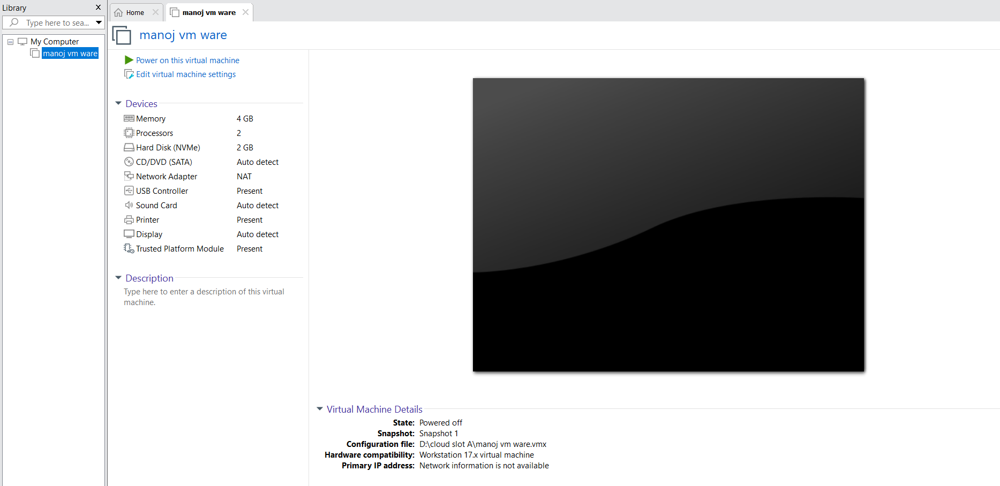 Library
Type here to sea...
My Computer
manoj vm ware
Home
manoj vm ware
manoj vm ware
Power on this virtual machine
Edit virtual machine settings
Devices
Memory 4 GB
Processors 2
Hard Disk (NVMe) 2 GB
CD/DVD (SATA) Auto detect
Network Adapter NAT
USB Controller Present
Sound Card Auto detect
Printer Present
Display Auto detect
Trusted Platform Module Present
Description
Type here to enter a description of this virtual
machine.
Virtual Machine Details
State: Powered off
Snapshot: Snapshot 1
Configuration file: D:\cloud slot A\manoj vm ware.vmx
Hardware compatibility: Workstation 17.x virtual machine
Primary IP address: Network information is not available